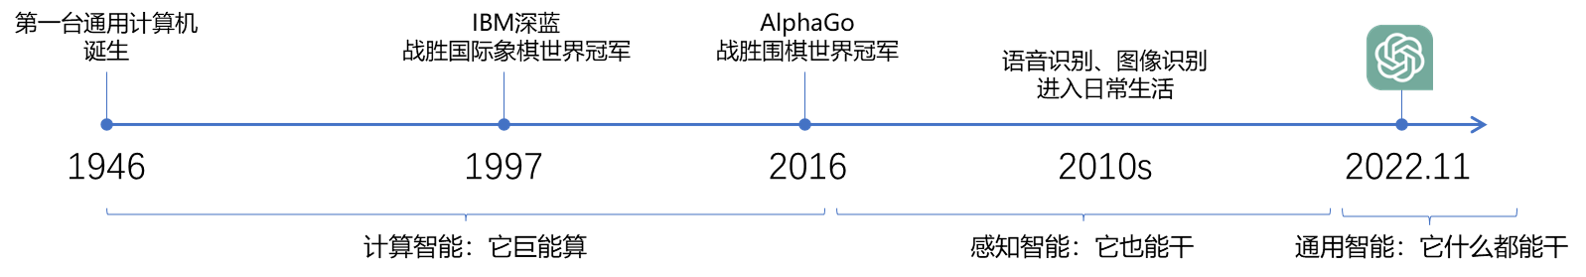 第一台通用计算机
诞生
IBM深蓝
战胜国际象棋世界冠军
AlphaGo
战胜围棋世界冠军
语音识别、图像识别
进入日常生活
1946
1997
2016
2010s
2022.11
计算智能：它巨能算
感知智能：它也能干
通用智能：它什么都能干